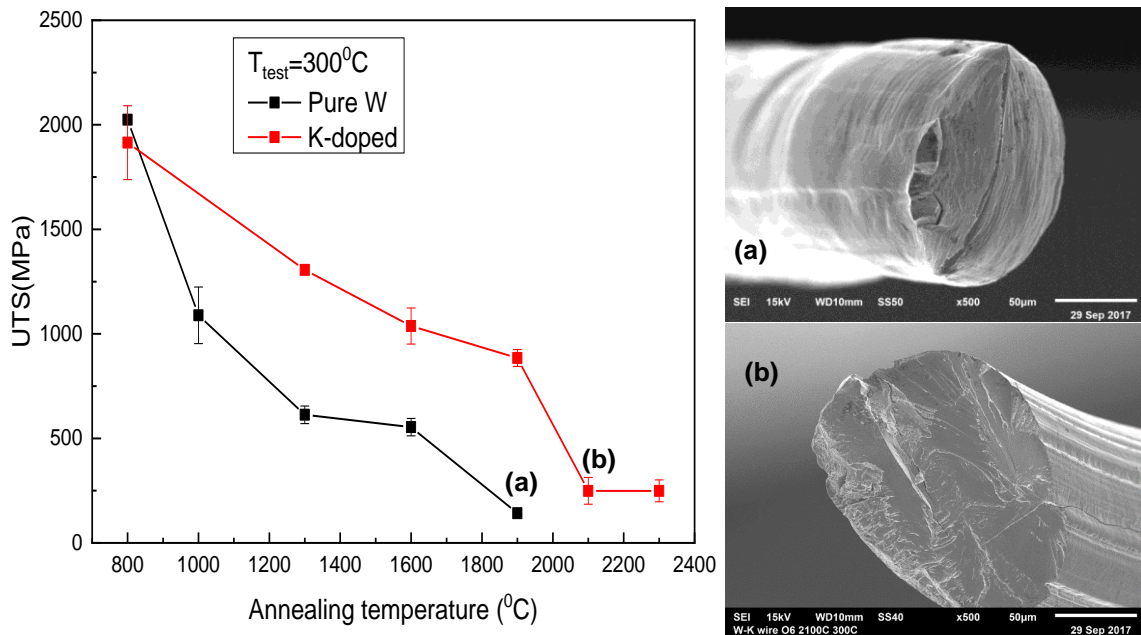 2500
2000
1500
1000
500
0
UTS(MPa)
T_test=300⁰C
Pure W
K-doped
(a)
(b)
800 1000 1200 1400 1600 1800 2000 2200 2400
Annealing temperature (⁰C)
(a)
SEI 15kV WD10mm SS50 x500 50µm
29 Sep 2017
(b)
SEI 15kV WD10mm SS40 x500 50µm
W-K wire O6 2100C 300C 29 Sep 2017